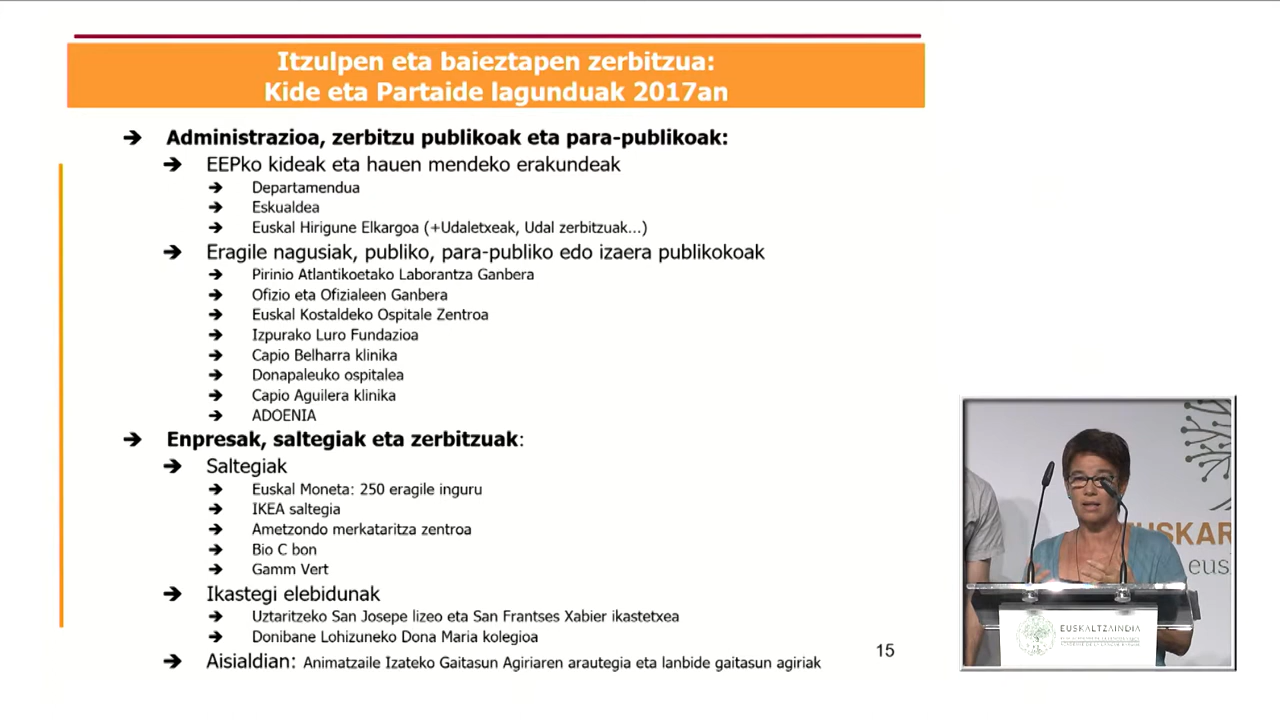 Itzulpen eta baieztapen zerbitzua:
Kide eta Partaide lagunduak 2017an
Administrazioa, zerbitzu publikoak eta para-publikoak:
EEPko kideak eta hauen mendeko erakundeak
Departamendua
Eskualdea
Euskal Hirigune Elkargoa (+Udaletxeak, Udal zerbitzuak...)
Eragile nagusiak, publiko, para-publiko edo izaera publikokoak
Pirinio Atlantikoetako Laborantza Ganbera
Ofizio eta Ofizialeen Ganbera
Euskal Kostaldeko Ospitale Zentroa
Izpurako Luro Fundazioa
Capio Belharra klinika
Donapaleuko ospitalea
Capio Aguilera klinika
ADOENIA
Enpresak, saltegiak eta zerbitzuak:
Saltegiak
Euskal Moneta: 250 eragile inguru
IKEA saltegia
Ametzondo merkataritza zentroa
Bio C bon
Gamm Vert
Ikastegi elebidunak
Uztaritzeko San Josepe lizeo eta San Frantses Xabier ikastetxea
Donibane Lohizuneko Dona Maria kolegioa
Aisialdian: Animatzaile Izateko Gaitasun Agiriaren arautegia eta lanbide gaitasun agiriak
15
USKAR
eus
EUSKALTZAINDIA